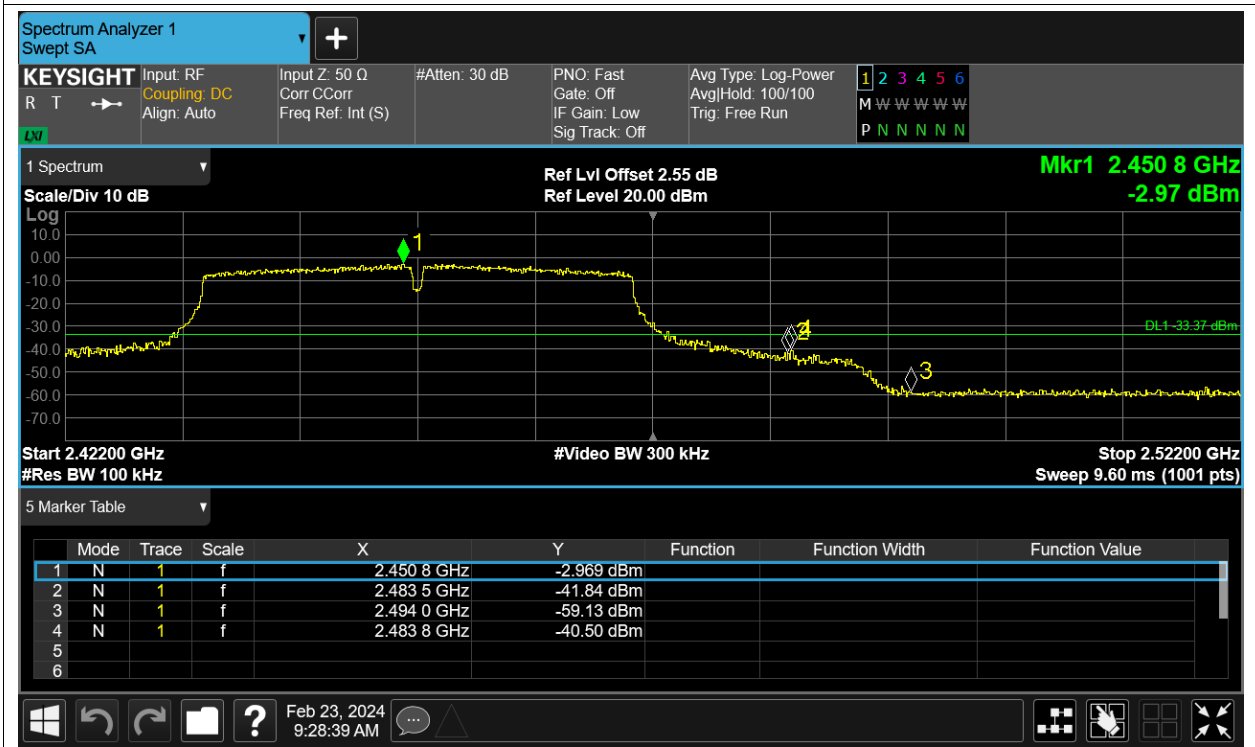 Spectrum Analyzer 1
Swept SA
KEYSIGHT Input: RF Input Z: 50 Ω #Atten: 30 dB PNO: Fast Avg Type: Log-Power 1 2 3 4 5 6
R T Coupling: DC Corr CCorr Gate: Off Avg|Hold: 100/100 M W W W W W W
Align: Auto Freq Ref: Int (S) IF Gain: Low Trig: Free Run
LXI Sig Track: Off P N N N N N N
1 Spectrum Ref Lvl Offset 2.55 dB Mkr1 2.450 8 GHz
Scale/Div 10 dB Ref Level 20.00 dBm -2.97 dBm
Log
10.0
0.00
-10.0
-20.0
-30.0
-40.0
-50.0
-60.0
-70.0
1
2 4
3
DL1 -33.37 dBm
Start 2.42200 GHz #Video BW 300 kHz Stop 2.52200 GHz
#Res BW 100 kHz Sweep 9.60 ms (1001 pts)
5 Marker Table
Mode Trace Scale X Y Function Function Width Function Value
1 N 1 f 2.450 8 GHz -2.969 dBm
2 N 1 f 2.483 5 GHz -41.84 dBm
3 N 1 f 2.494 0 GHz -59.13 dBm
4 N 1 f 2.483 8 GHz -40.50 dBm
5
6
Feb 23, 2024
9:28:39 AM